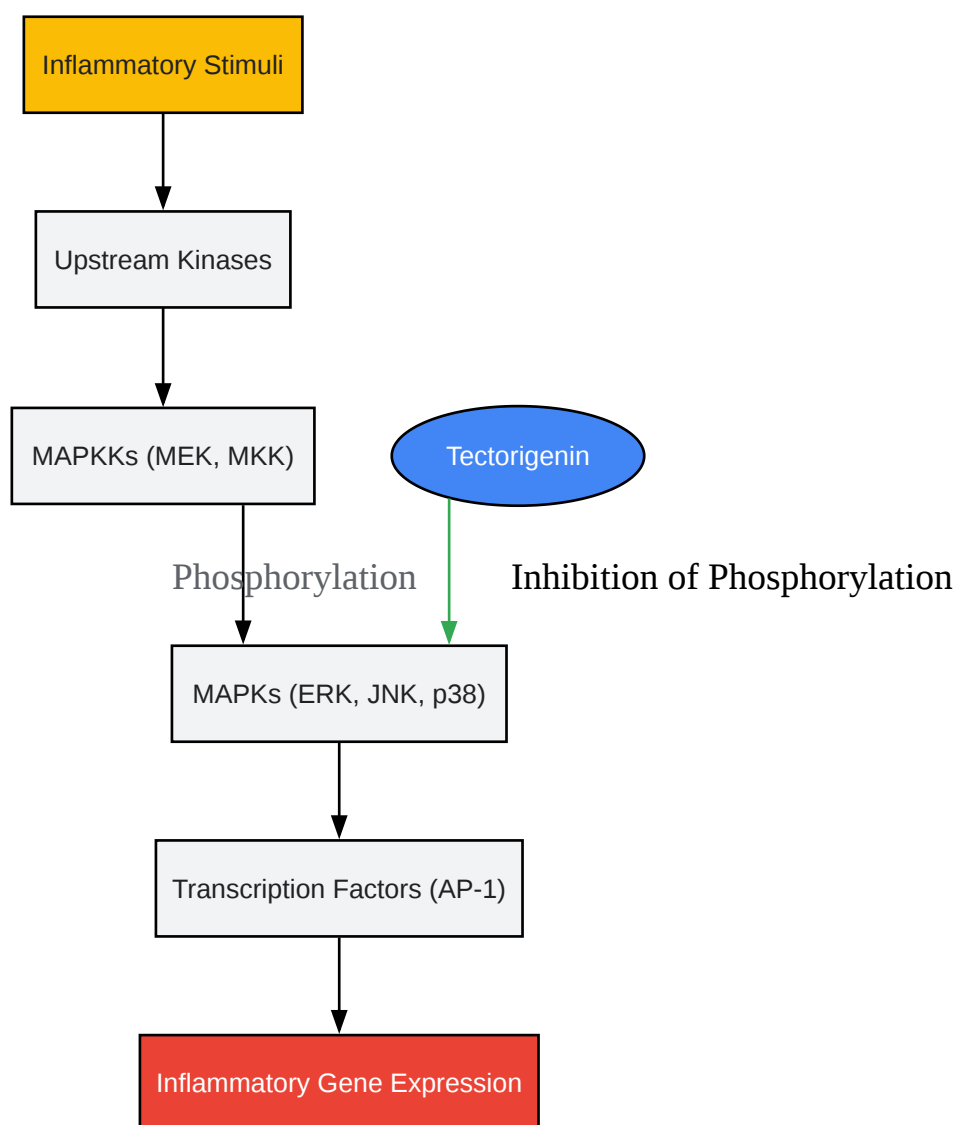 Inflammatory Stimuli
Upstream Kinases
MAPKKs (MEK, MKK)
Tectorigenin
Phosphorylation
Inhibition of Phosphorylation
MAPKs (ERK, JNK, p38)
Transcription Factors (AP-1)
Inflammatory Gene Expression